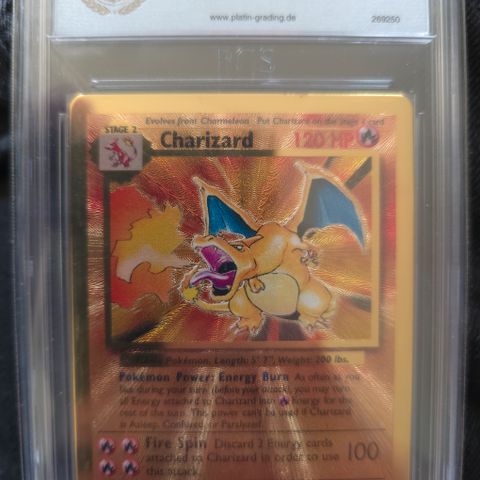 www.platin-grading.de
269250
Evolves from Charmeleon Put Charizard on the Stage 1 card
STAGE 2
Charizard 120 HP
Pokémon, Length: 5' 7", Weight: 200 lbs.
Pokémon Power: Energy Burn As often as you
like during your turn (before your attack), you may turn
all Energy attached to Charizard into Energy for the
rest of the turn. This power can't be used if Charizard
is Asleep, Confused, or Paralyzed.
Fire Spin Discard 2 Energy cards
attached to Charizard in order to use
this attack.
100